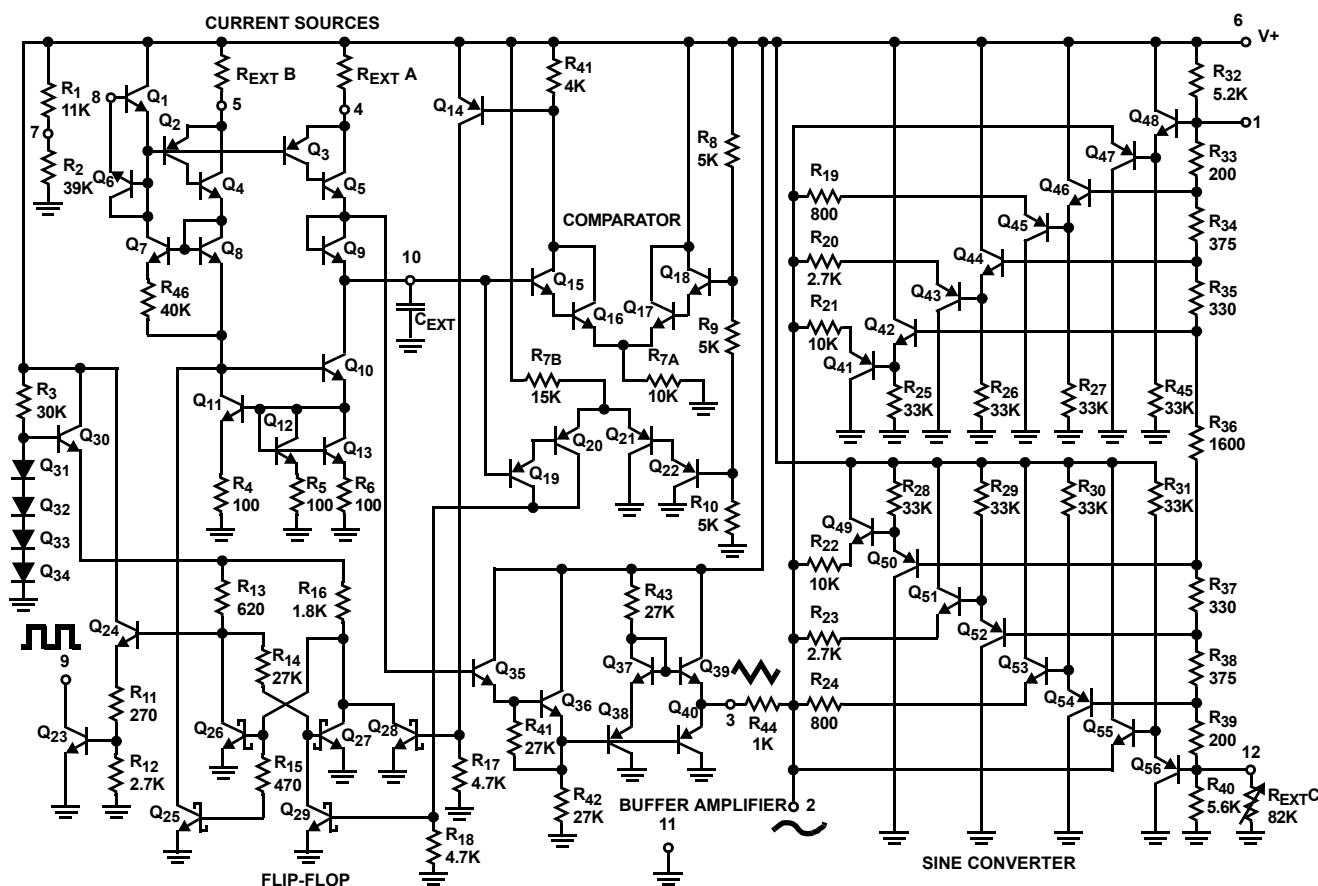 CURRENT SOURCES
6
V+
R1
11K
8
Q1
REXT B
5
REXT A
4
Q14
R41
4K
R32
5.2K
1
Q2
7
R2
39K
Q6
Q3
Q4
Q5
R8
5K
Q48
Q47
R33
200
R19
800
Q46
Q45
R34
375
COMPARATOR
Q7
Q8
Q9
10
R20
2.7K
Q44
Q43
R35
330
R46
40K
CEXT
Q15
Q16
Q17
Q18
R9
5K
R21
10K
Q42
Q41
R7B
15K
R7A
10K
Q10
R3
30K
Q30
Q11
Q12
Q13
R25
33K
R26
33K
R27
33K
R45
33K
R36
1600
Q20
Q21
Q19
Q22
Q31
Q32
Q33
Q34
R4
100
R5
100
R6
100
R10
5K
R28
33K
R29
33K
R30
33K
R31
33K
Q49
R22
10K
Q50
R13
620
R16
1.8K
R43
27K
R37
330
Q51
R23
2.7K
Q52
Q24
9
R14
27K
Q35
Q37
Q39
Q53
R38
375
R24
800
Q54
R11
270
Q36
3
R44
1K
Q23
Q26
Q27
Q28
R41
27K
Q38
Q40
Q55
R39
200
12
R12
2.7K
R15
470
R17
4.7K
Q56
Q25
Q29
R42
27K
BUFFER AMPLIFIER
2
R40
5.6K
REXTC
82K
R18
4.7K
11
FLIP-FLOP
SINE CONVERTER